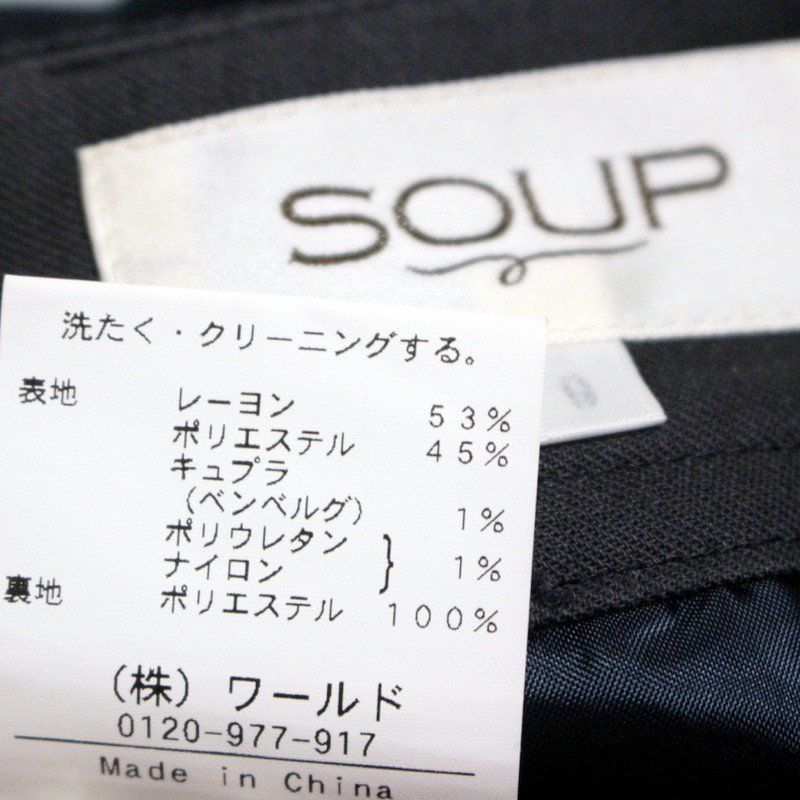 SOUP
9
洗たく・クリーニングする。
表地 レーヨン 53%
ポリエステル 45%
キュプラ
(ベンベルグ) 1%
ポリウレタン
ナイロン } 1%
裏地 ポリエステル 100%
(株) ワールド
0120-977-917
Made in China